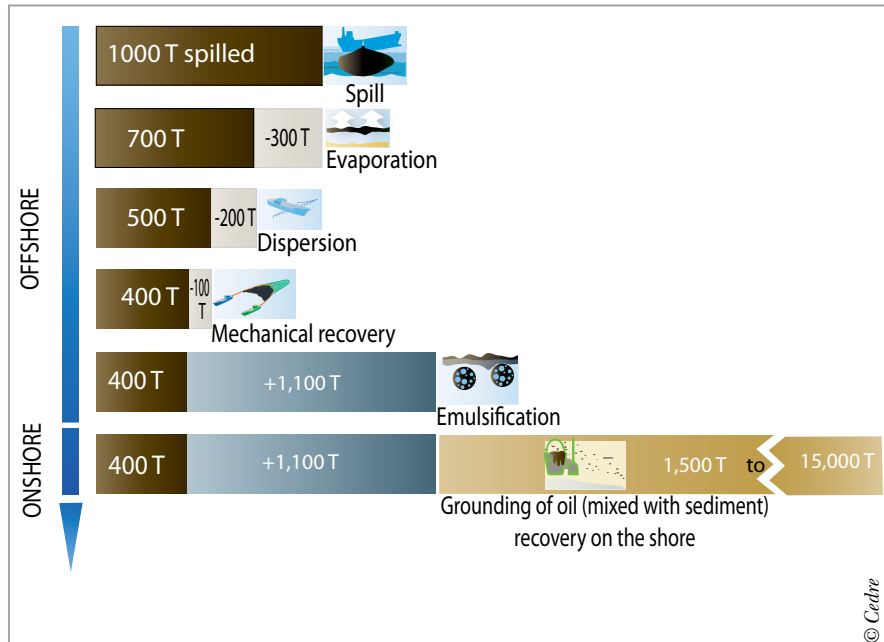 OFFSHORE
1000 T spilled
Spill
700 T
-300 T
Evaporation
500 T
-200 T
Dispersion
400 T
-100
T
Mechanical recovery
400 T
+1,100 T
Emulsification
ONSHORE
400 T
+1,100 T
1,500 T to 15,000 T
Grounding of oil (mixed with sediment)
recovery on the shore
© Cedre